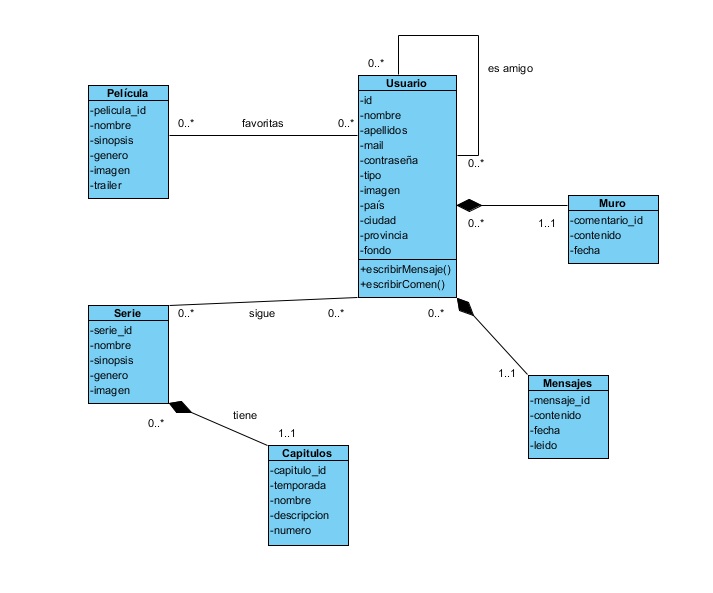 0..*
es amigo
Usuario
-id
-nombre
-apellidos
-mail
-contraseña
-tipo
-imagen
-país
-ciudad
-provincia
-fondo
+escribirMensaje()
+escribirComen()
0..*
Película
-pelicula_id
-nombre
-sinopsis
-genero
-imagen
-trailer
0..*
favoritas
0..*
Muro
-comentario_id
-contenido
-fecha
0..*
1..1
Serie
-serie_id
-nombre
-sinopsis
-genero
-imagen
0..*
sigue
0..*
0..*
1..1
Mensajes
-mensaje_id
-contenido
-fecha
-leido
0..*
tiene
1..1
Capitulos
-capitulo_id
-temporada
-nombre
-descripcion
-numero